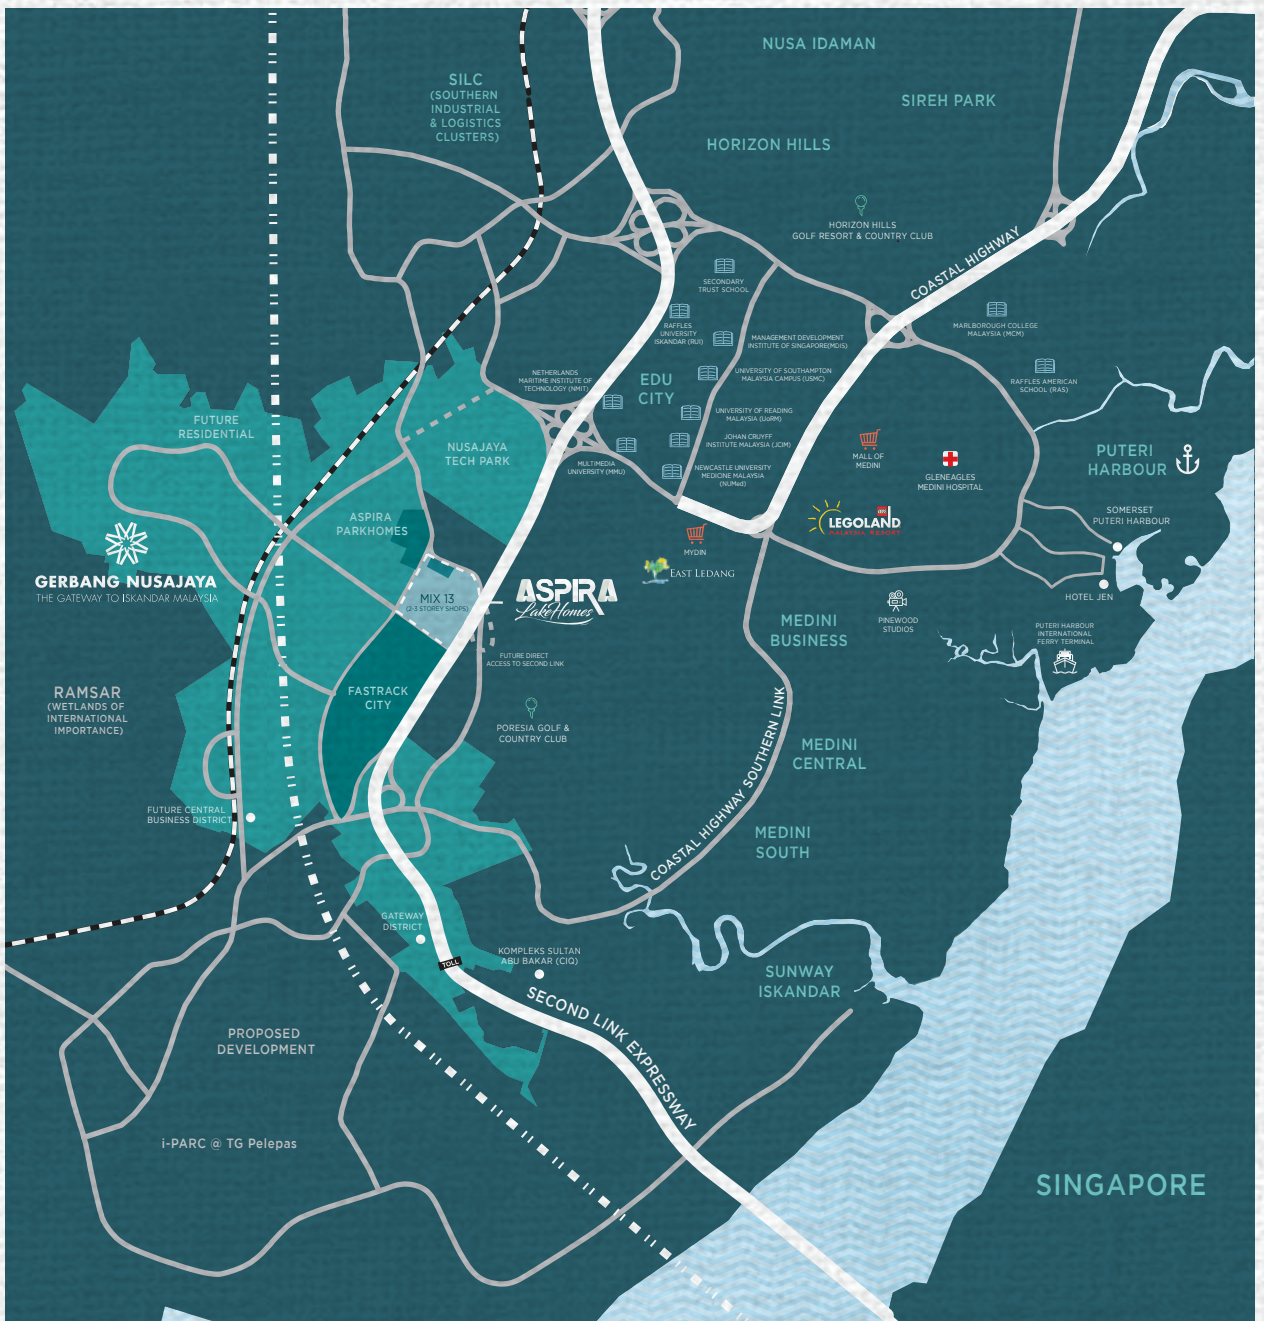 NUSA IDAMAN
SILC
(SOUTHERN
INDUSTRIAL
& LOGISTICS
CLUSTERS)
SIREH PARK
HORIZON HILLS
HORIZON HILLS
GOLF RESORT & COUNTRY CLUB
COASTAL HIGHWAY
SECONDARY
TRUST SCHOOL
RAFFLES
UNIVERSITY
ISKANDAR (RUI)
MANAGEMENT DEVELOPMENT
INSTITUTE OF SINGAPORE(MDIS)
MARLBOROUGH COLLEGE
MALAYSIA (MCM)
NETHERLANDS
MARITIME INSTITUTE OF
TECHNOLOGY (NMIT)
EDU
CITY
UNIVERSITY OF SOUTHAMPTON
MALAYSIA CAMPUS (USMC)
RAFFLES AMERICAN
SCHOOL (RAS)
UNIVERSITY OF READING
MALAYSIA (UoRM)
FUTURE
RESIDENTIAL
NUSAJAYA
TECH PARK
JOHAN CRUYFF
INSTITUTE MALAYSIA (JCIM)
MULTIMEDIA
UNIVERSITY (MMU)
NEWCASTLE UNIVERSITY
MEDICINE MALAYSIA
(NUMed)
MALL OF
MEDINI
GLENEAGLES
MEDINI HOSPITAL
PUTERI
HARBOUR
ASPIRA
PARKHOMES
LEGO
LEGOLAND
MALAYSIA RESORT
SOMERSET
PUTERI HARBOUR
MYDIN
EAST LEDANG
GERBANG NUSAJAYA
THE GATEWAY TO ISKANDAR MALAYSIA
MIX 13
(2-3 STOREY SHOPS)
ASPIRA
LakeHomes
HOTEL JEN
MEDINI
BUSINESS
PINEWOOD
STUDIOS
PUTERI HARBOUR
INTERNATIONAL
FERRY TERMINAL
FUTURE DIRECT
ACCESS TO SECOND LINK
RAMSAR
(WETLANDS OF
INTERNATIONAL
IMPORTANCE)
FASTRACK
CITY
PORESIA GOLF &
COUNTRY CLUB
COASTAL HIGHWAY SOUTHERN LINK
MEDINI
CENTRAL
FUTURE CENTRAL
BUSINESS DISTRICT
MEDINI
SOUTH
GATEWAY
DISTRICT
TOLL
KOMPLEKS SULTAN
ABU BAKAR (CIQ)
SUNWAY
ISKANDAR
SECOND LINK EXPRESSWAY
PROPOSED
DEVELOPMENT
i-PARC @ TG Pelepas
SINGAPORE